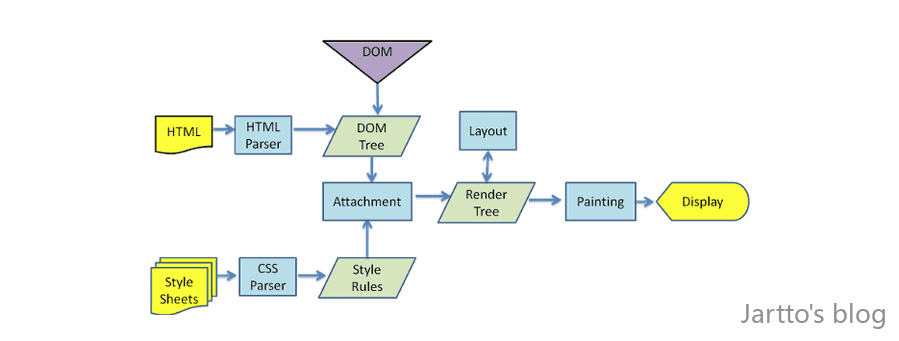 DOM
HTML
HTML
Parser
DOM
Tree
Layout
Attachment
Render
Tree
Painting
Display
Style
Sheets
CSS
Parser
Style
Rules
Jartto's blog